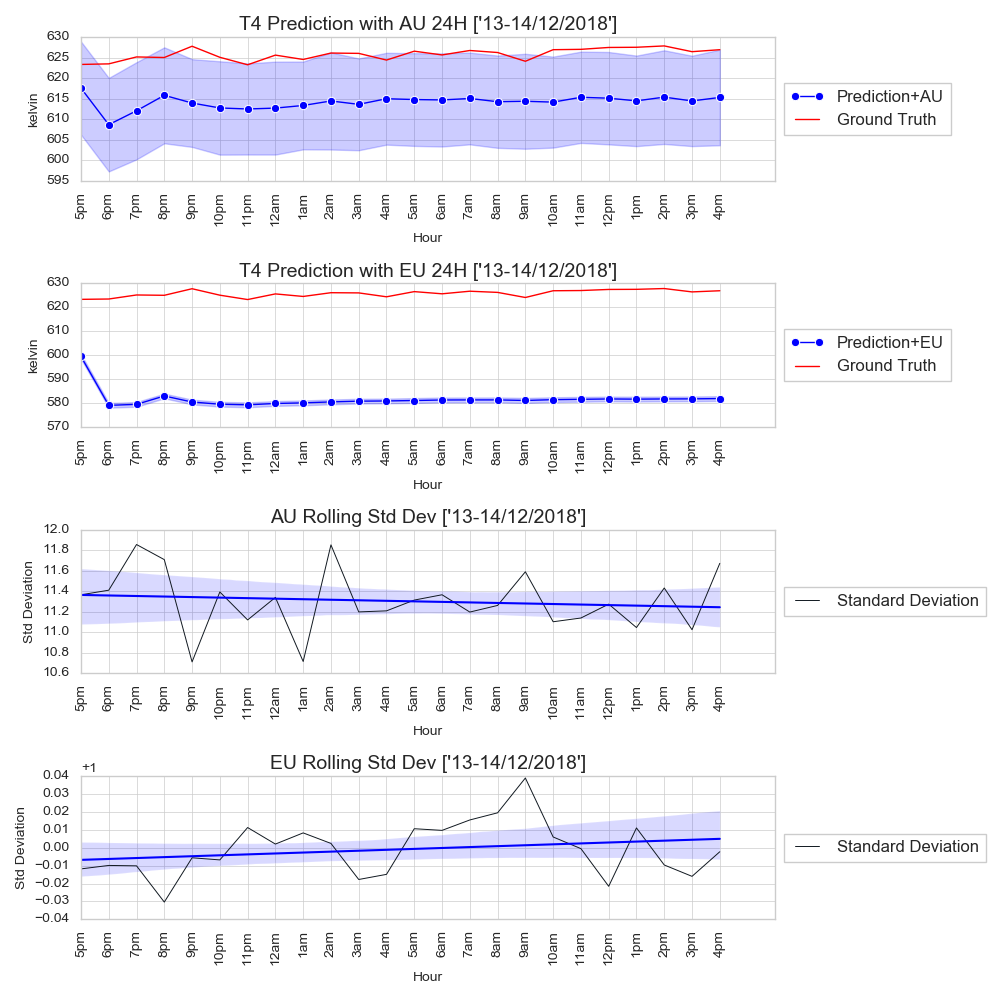 T4 Prediction with AU 24H ['13-14/12/2018']
630
625
620
615
610
605
600
595
kelvin
5pm 6pm 7pm 8pm 9pm 10pm 11pm 12am 1am 2am 3am 4am 5am 6am 7am 8am 9am 10am 11am 12pm 1pm 2pm 3pm 4pm
Hour
Prediction+AU
Ground Truth
T4 Prediction with EU 24H ['13-14/12/2018']
630
620
610
600
590
580
570
kelvin
5pm 6pm 7pm 8pm 9pm 10pm 11pm 12am 1am 2am 3am 4am 5am 6am 7am 8am 9am 10am 11am 12pm 1pm 2pm 3pm 4pm
Hour
Prediction+EU
Ground Truth
AU Rolling Std Dev ['13-14/12/2018']
12.0
11.8
11.6
11.4
11.2
11.0
10.8
10.6
Std Deviation
5pm 6pm 7pm 8pm 9pm 10pm 11pm 12am 1am 2am 3am 4am 5am 6am 7am 8am 9am 10am 11am 12pm 1pm 2pm 3pm 4pm
Hour
Standard Deviation
EU Rolling Std Dev ['13-14/12/2018']
+1
0.04
0.03
0.02
0.01
0.00
−0.01
−0.02
−0.03
−0.04
Std Deviation
5pm 6pm 7pm 8pm 9pm 10pm 11pm 12am 1am 2am 3am 4am 5am 6am 7am 8am 9am 10am 11am 12pm 1pm 2pm 3pm 4pm
Hour
Standard Deviation